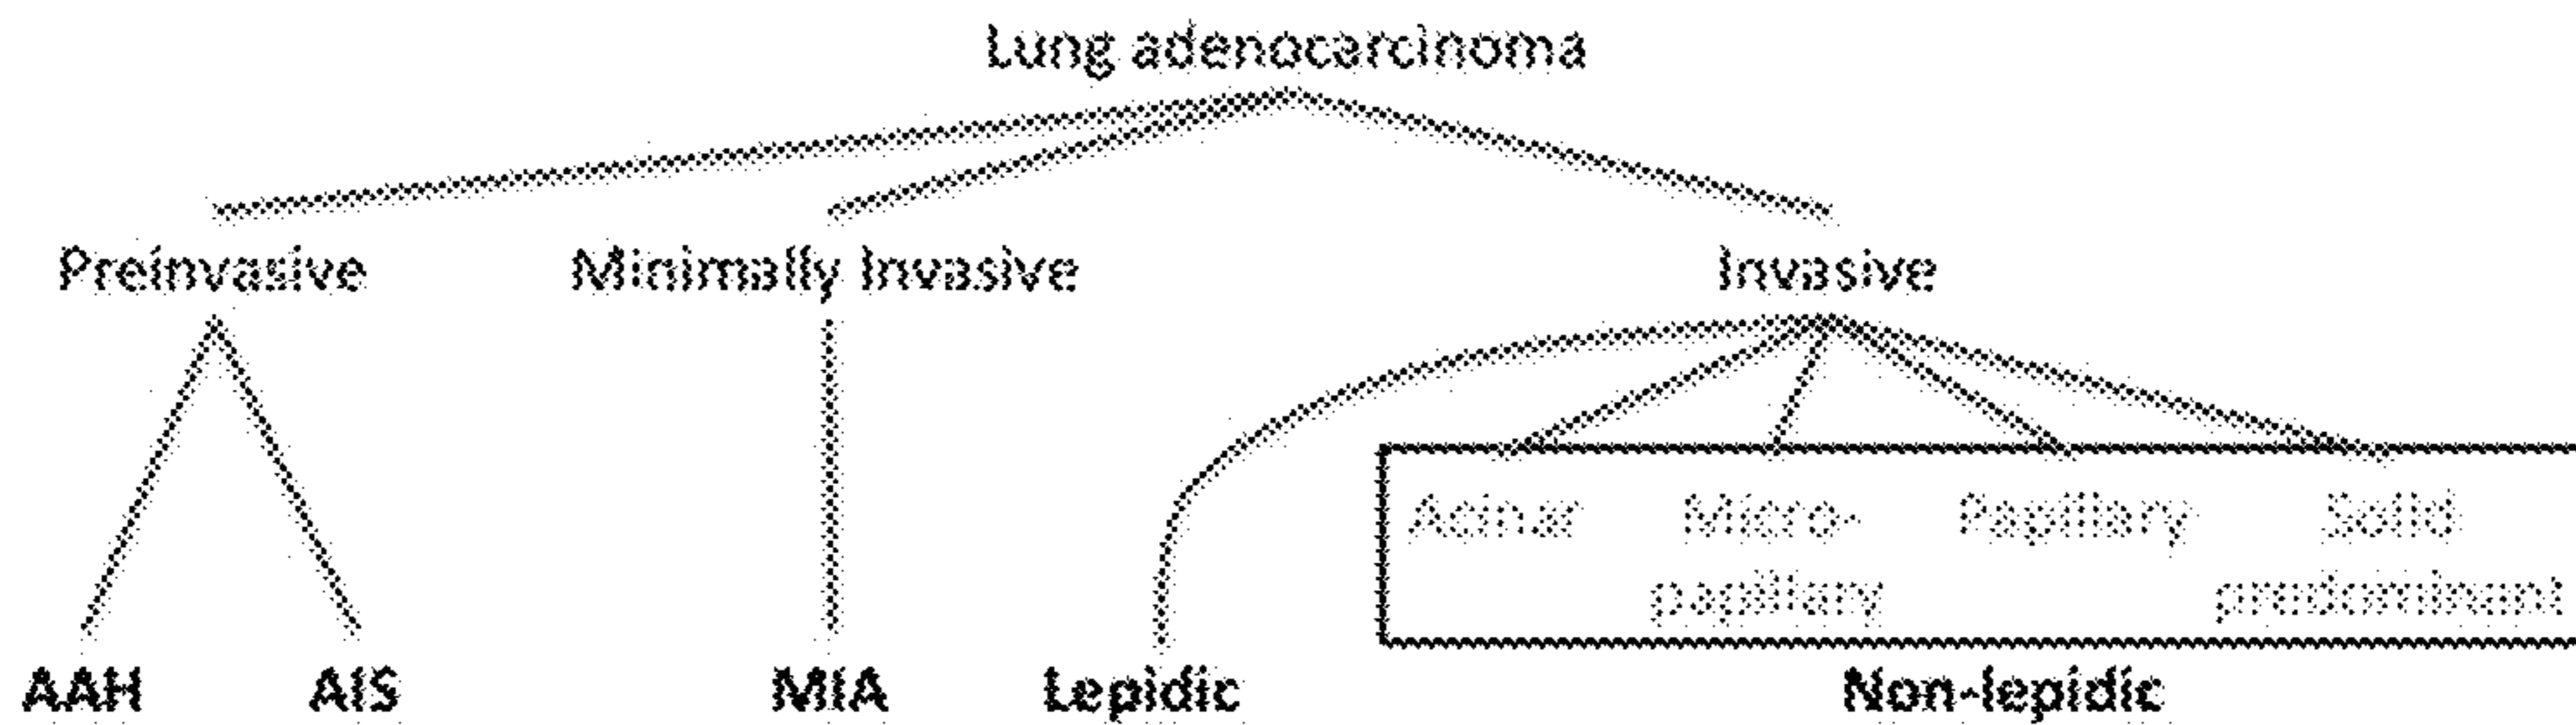 Lung adenocarcinoma
Preinvasive Minimally Invasive Invasive
Acinar Micro- Papillary Solid
papillary predominant
AAH AIS MIA Lepidic Non-lepidic